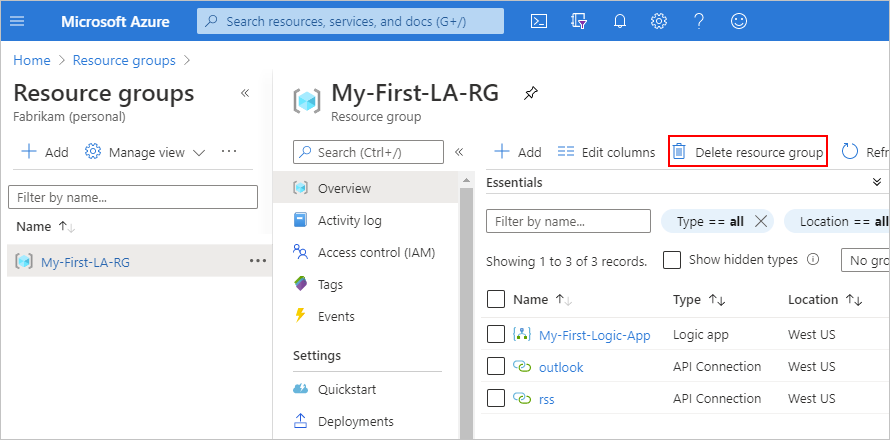 Microsoft Azure
Search resources, services, and docs (G+/)
Home > Resource groups >
Resource groups «
Fabrikam (personal)
+ Add Manage view ...
Filter by name...
Name ↑↓
My-First-LA-RG ...
My-First-LA-RG
Resource group
Search (Ctrl+/) «
Overview
Activity log
Access control (IAM)
Tags
Events
Settings
Quickstart
Deployments
+ Add Edit columns Delete resource group Refr
Essentials
Filter by name... Type == all Location == all
Showing 1 to 3 of 3 records. Show hidden types No gro
Name ↑↓ Type ↑↓ Location ↑↓
My-First-Logic-App Logic app West US
outlook API Connection West US
rss API Connection West US